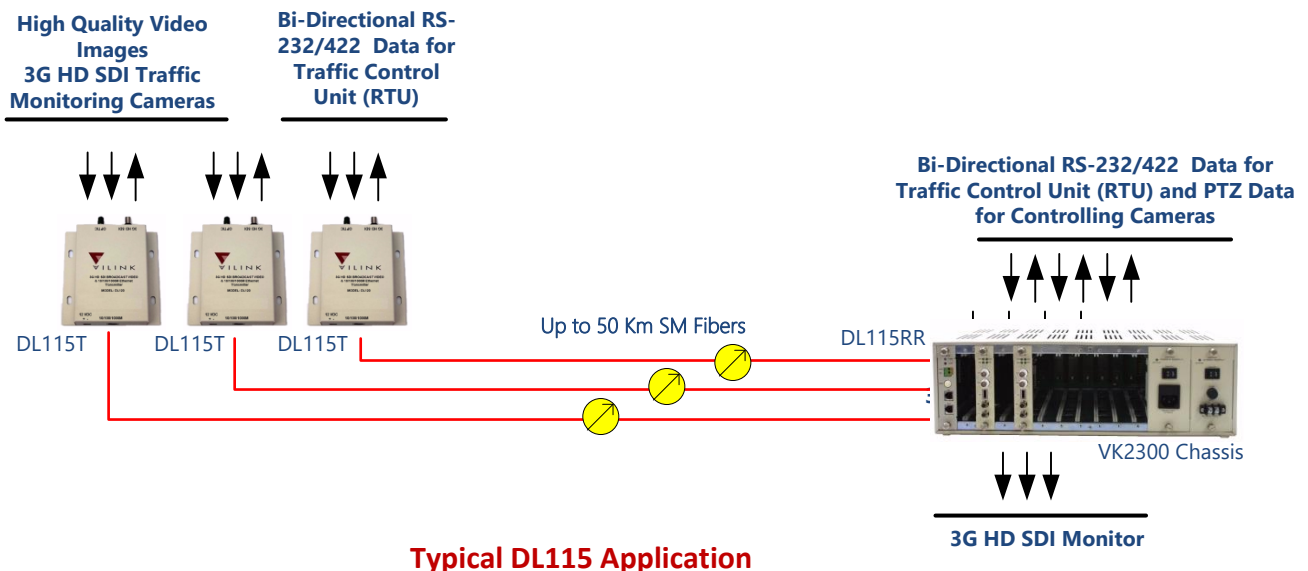 High Quality Video
Images
3G HD SDI Traffic
Monitoring Cameras
Bi-Directional RS-
232/422 Data for
Traffic Control
Unit (RTU)
Bi-Directional RS-232/422 Data for
Traffic Control Unit (RTU) and PTZ Data
for Controlling Cameras
VILINK
VILINK
VILINK
DL115T
DL115T
DL115T
Up to 50 Km SM Fibers
DL115RR
VK2300 Chassis
3G HD SDI Monitor
Typical DL115 Application